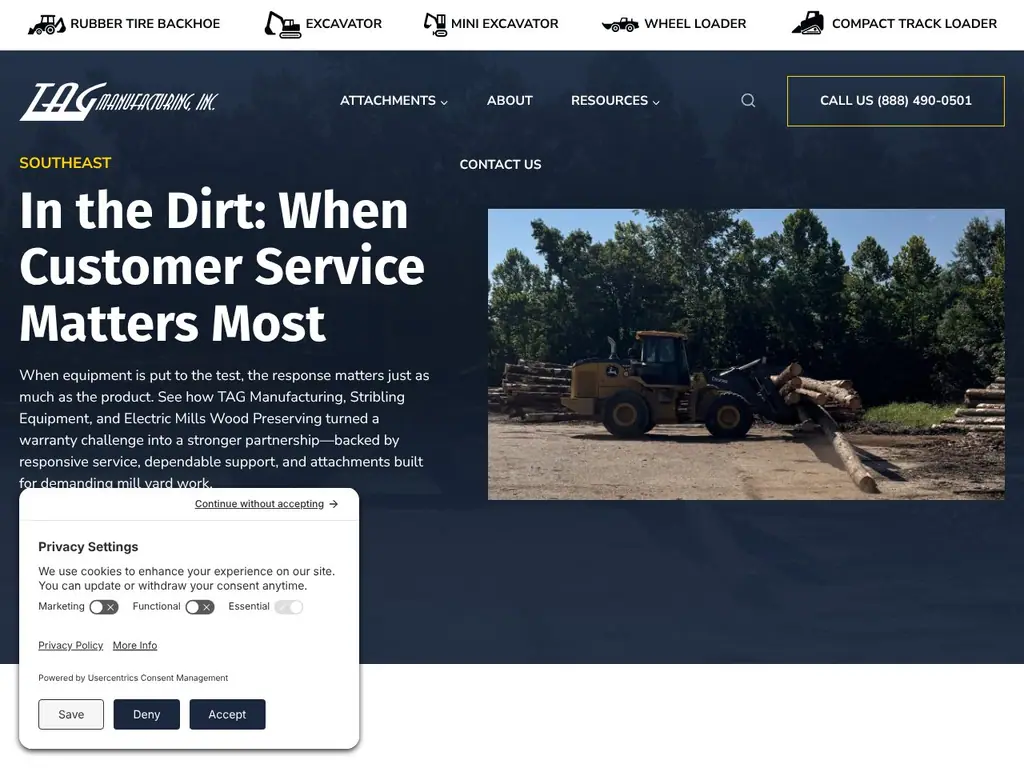 RUBBER TIRE BACKHOE
EXCAVATOR
MINI EXCAVATOR
WHEEL LOADER
COMPACT TRACK LOADER
TAG MANUFACTURING, INC.
ATTACHMENTS
ABOUT
RESOURCES
CALL US (888) 490-0501
CONTACT US
SOUTHEAST
In the Dirt: When
Customer Service
Matters Most
When equipment is put to the test, the response matters just as
much as the product. See how TAG Manufacturing, Stribling
Equipment, and Electric Mills Wood Preserving turned a
warranty challenge into a stronger partnership—backed by
responsive service, dependable support, and attachments built
for demanding mill yard work.
Continue without accepting →
Privacy Settings
We use cookies to enhance your experience on our site.
You can update or withdraw your consent anytime.
Marketing
Functional
Essential
Privacy Policy
More Info
Powered by Usercentrics Consent Management
Save
Deny
Accept